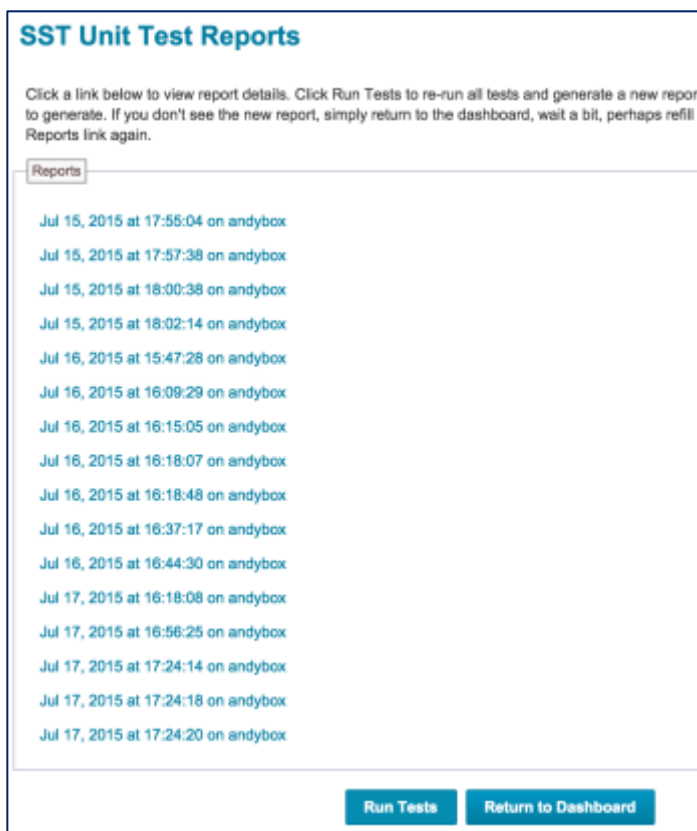 SST Unit Test Reports
Click a link below to view report details. Click Run Tests to re-run all tests and generate a new repor
to generate. If you don't see the new report, simply return to the dashboard, wait a bit, perhaps refill
Reports link again.
Reports
Jul 15, 2015 at 17:55:04 on andybox
Jul 15, 2015 at 17:57:38 on andybox
Jul 15, 2015 at 18:00:38 on andybox
Jul 15, 2015 at 18:02:14 on andybox
Jul 16, 2015 at 15:47:28 on andybox
Jul 16, 2015 at 16:09:29 on andybox
Jul 16, 2015 at 16:15:05 on andybox
Jul 16, 2015 at 16:18:07 on andybox
Jul 16, 2015 at 16:18:48 on andybox
Jul 16, 2015 at 16:37:17 on andybox
Jul 16, 2015 at 16:44:30 on andybox
Jul 17, 2015 at 16:18:08 on andybox
Jul 17, 2015 at 16:56:25 on andybox
Jul 17, 2015 at 17:24:14 on andybox
Jul 17, 2015 at 17:24:18 on andybox
Jul 17, 2015 at 17:24:20 on andybox
Run Tests Return to Dashboard